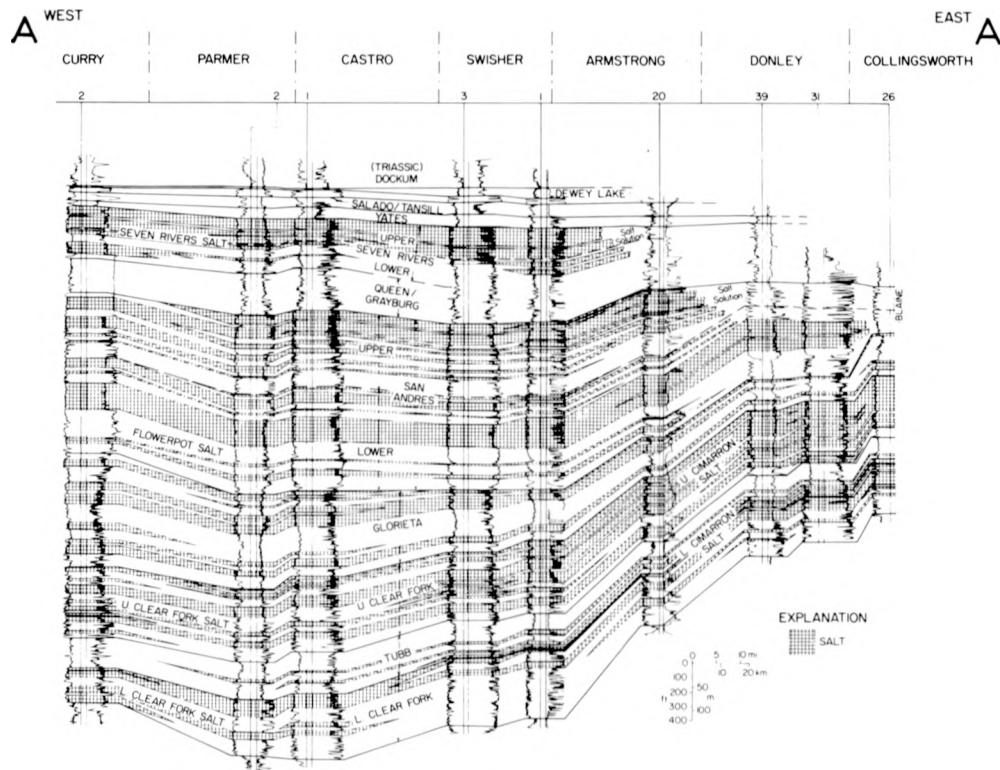 WEST
EAST
A
A
CURRY
PARMER
CASTRO
SWISHER
ARMSTRONG
DONLEY
COLLINGSWORTH
2
2
1
3
1
20
39
31
26
(TRIASSIC)
DOCKUM
DEWEY LAKE
SALADO/TANSILL
YATES
SEVEN RIVERS SALT
UPPER
SEVEN RIVERS
LOWER
Salt
Solution
QUEEN/
GRAYBURG
Salt
Solution
BLAINE
UPPER
SAN
ANDRES
FLOWERPOT SALT
LOWER
U CIMARRON
SALT
GLORIETA
L CIMARRON
SALT
U CLEAR FORK
U CLEAR FORK SALT
TUBB
L CLEAR FORK SALT
L CLEAR FORK
EXPLANATION
SALT
0 5 10 mi
0 10 20 km
0
100
200
300
400
ft
50
100
m